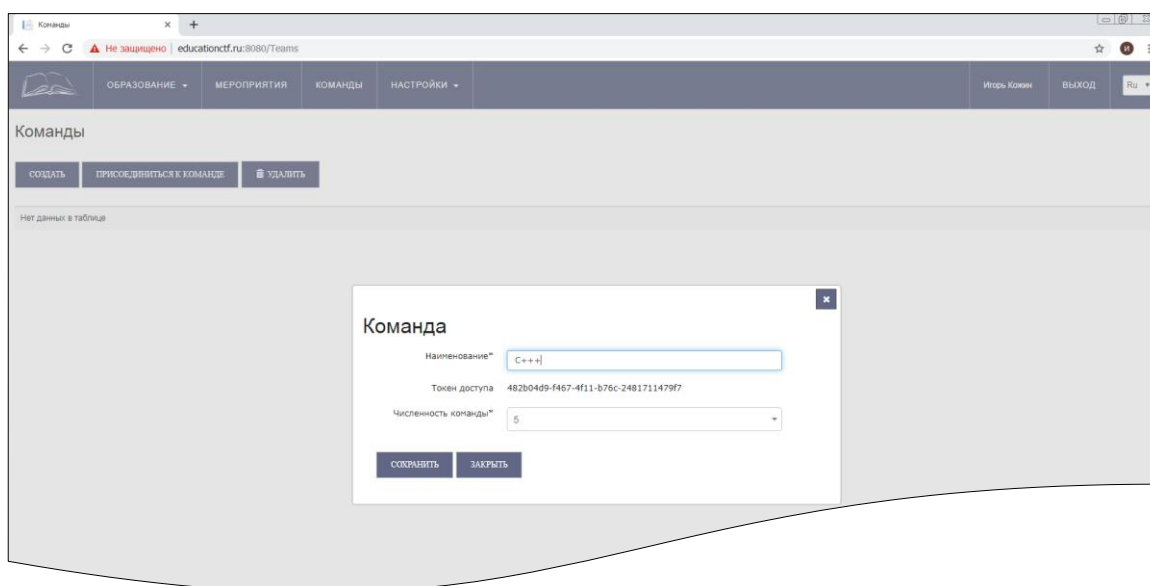 Команды
Не защищено educationctf.ru:8080/Teams
И
ОБРАЗОВАНИЕ МЕРОПРИЯТИЯ КОМАНДЫ НАСТРОЙКИ Игорь Кожин ВЫХОД Ru
Команды
СОЗДАТЬ ПРИСОЕДИНИТЬСЯ К КОМАНДЕ УДАЛИТЬ
Нет данных в таблице
Команда
Наименование* C+++
Токен доступа 482b04d9-f467-4f11-b76c-2481711479f7
Численность команды* 5
СОХРАНИТЬ ЗАКРЫТЬ